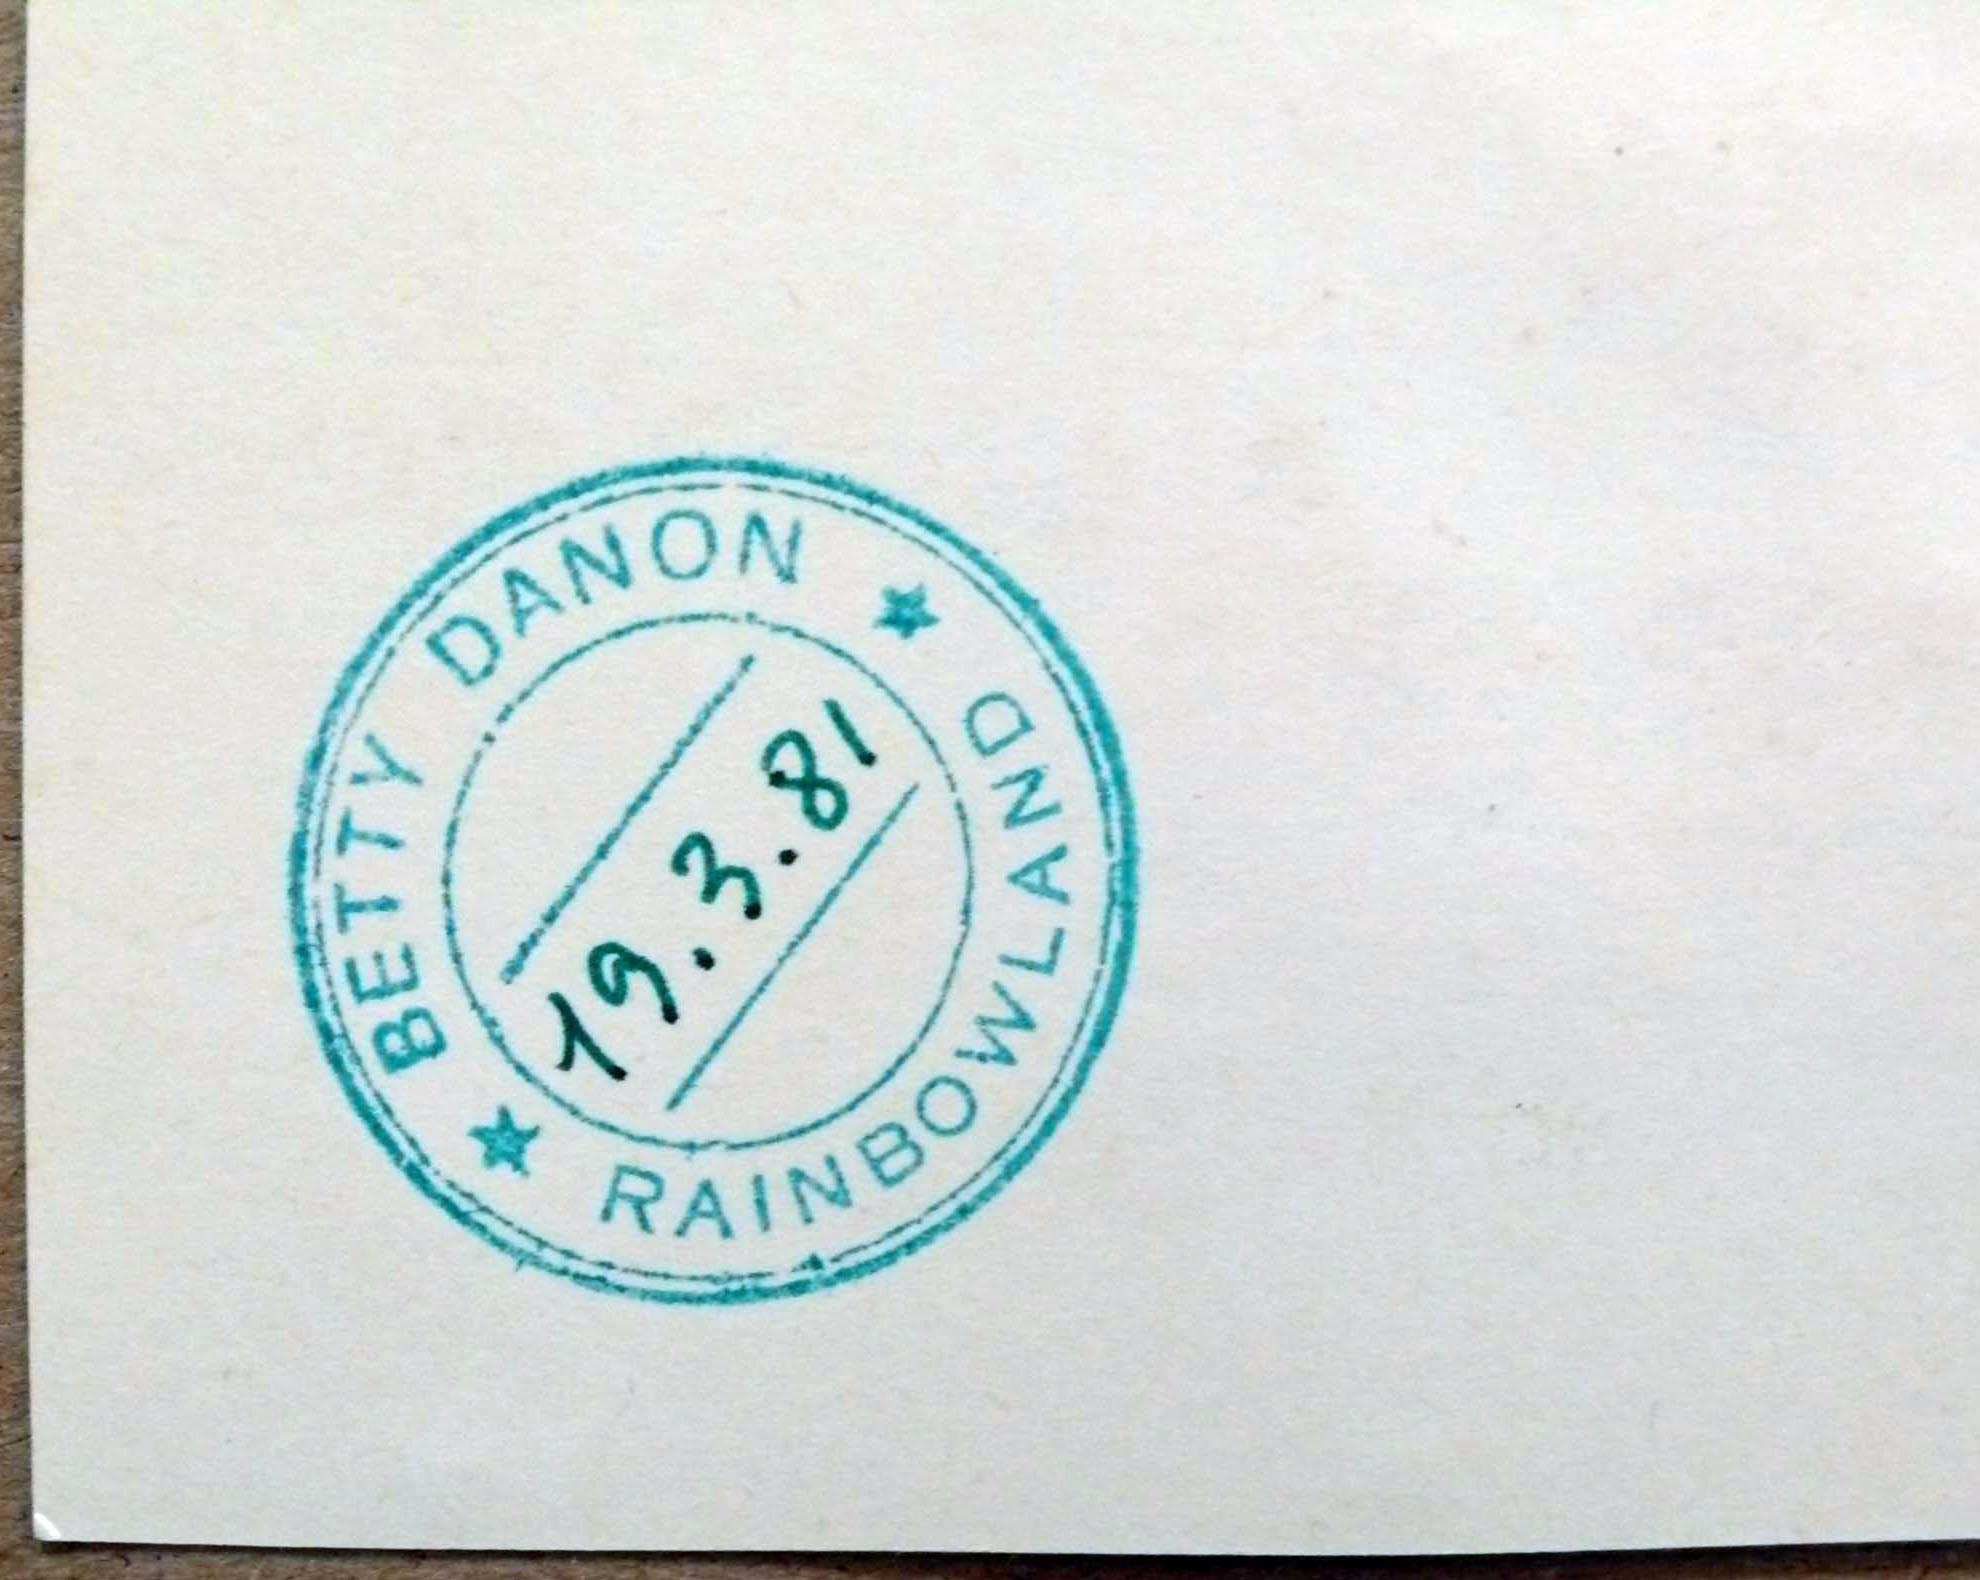 BETTY DANON
19.3.81
RAINBOWLAND